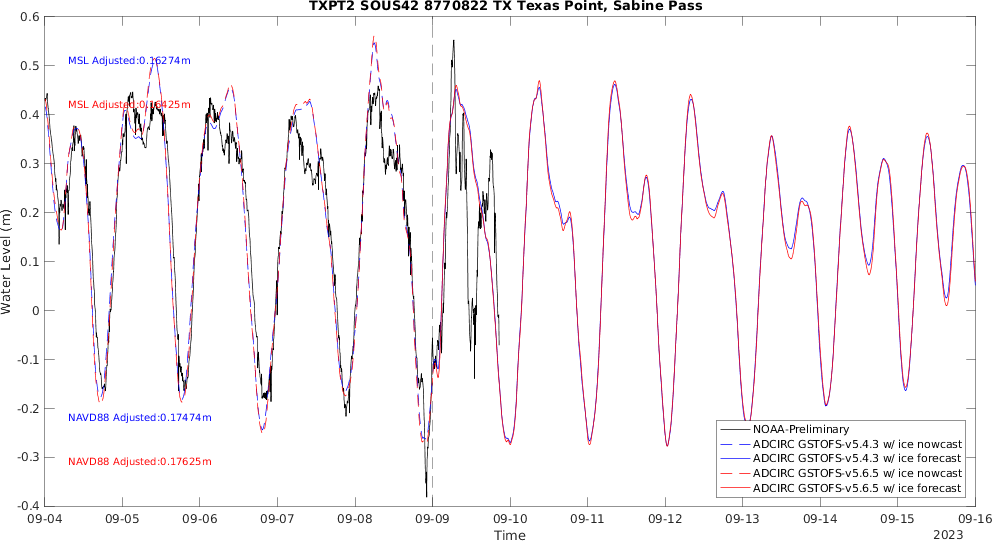 TXPT2 SOUS42 8770822 TX Texas Point, Sabine Pass
Water Level (m)
0.6
0.5
0.4
0.3
0.2
0.1
0
-0.1
-0.2
-0.3
-0.4
MSL Adjusted:0.16274m
MSL Adjusted:0.16425m
NAVD88 Adjusted:0.17474m
NAVD88 Adjusted:0.17625m
NOAA-Preliminary
ADCIRC GSTOFS-v5.4.3 w/ ice nowcast
ADCIRC GSTOFS-v5.4.3 w/ ice forecast
ADCIRC GSTOFS-v5.6.5 w/ ice nowcast
ADCIRC GSTOFS-v5.6.5 w/ ice forecast
09-04 09-05 09-06 09-07 09-08 09-09 09-10 09-11 09-12 09-13 09-14 09-15 09-16
Time
2023